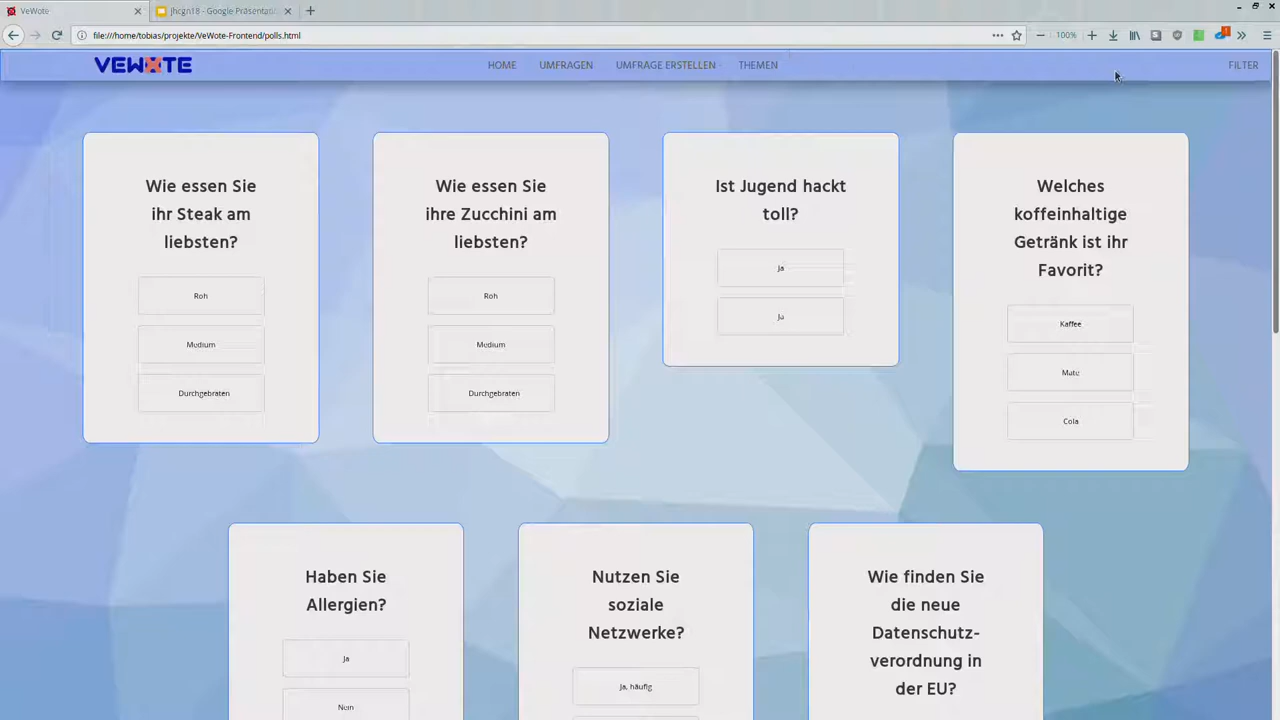 VeWote
jhcgn18 - Google Präsentati
file:///home/tobias/projekte/VeWote-Frontend/polls.html
100%
VEWOTE
HOME
UMFRAGEN
UMFRAGE ERSTELLEN
THEMEN
FILTER
Wie essen Sie
ihr Steak am
liebsten?
Roh
Medium
Durchgebraten
Wie essen Sie
ihre Zucchini am
liebsten?
Roh
Medium
Durchgebraten
Ist Jugend hackt
toll?
Ja
Ja
Welches
koffeinhaltige
Getränk ist ihr
Favorit?
Kaffee
Mate
Cola
Haben Sie
Allergien?
Ja
Nein
Nutzen Sie
soziale
Netzwerke?
Ja, häufig
Wie finden Sie
die neue
Datenschutz-
verordnung in
der EU?